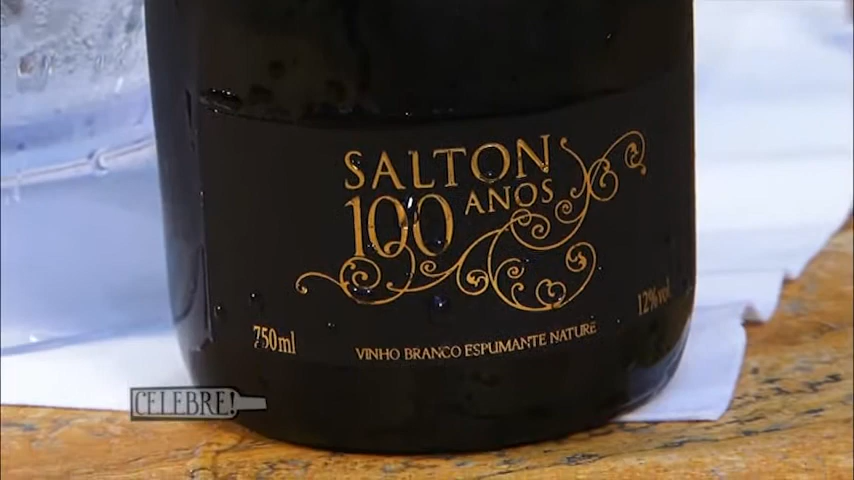 SALTON
100 ANOS
750ml
12%vol
VINHO BRANCO ESPUMANTE NATURE
CELEBRE!